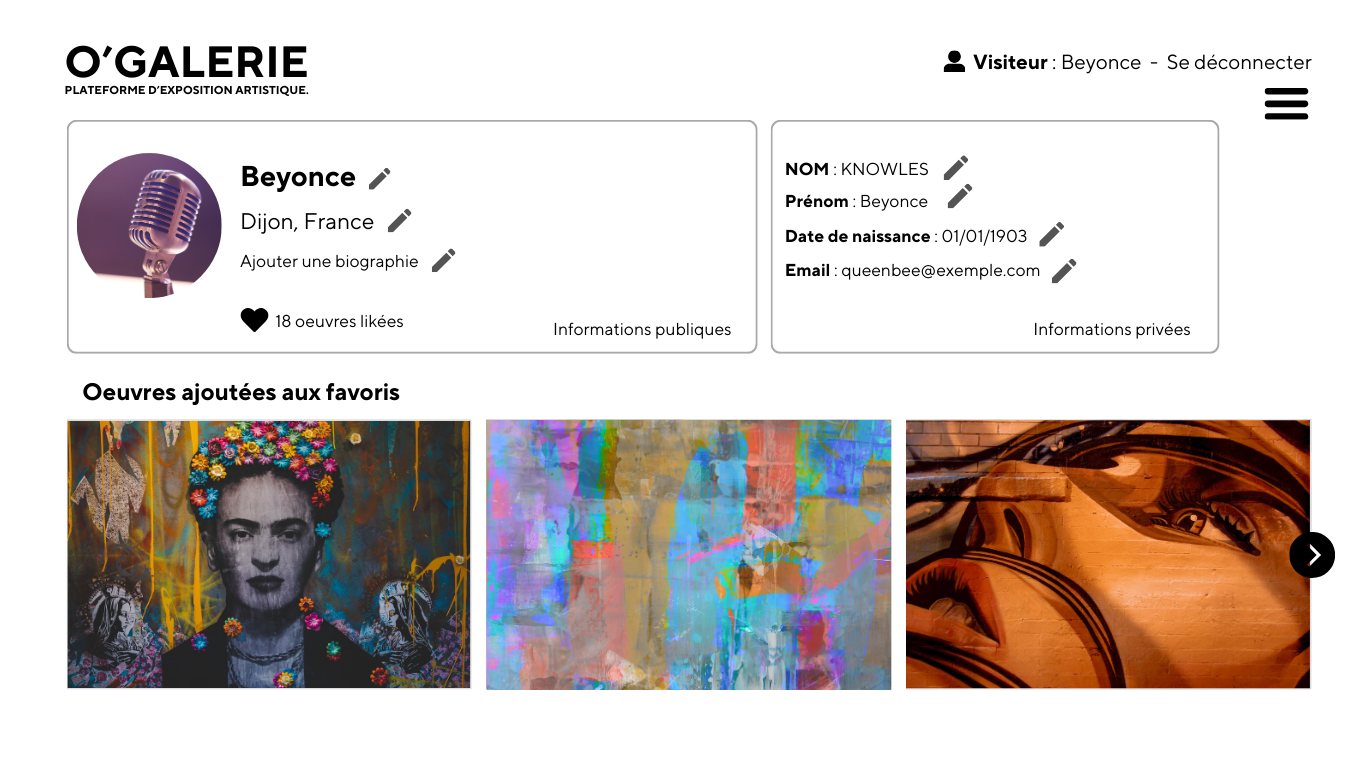 O’GALERIE
PLATEFORME D’EXPOSITION ARTISTIQUE.
Visiteur : Beyonce - Se déconnecter
Beyonce
Dijon, France
Ajouter une biographie
18 oeuvres likées
Informations publiques
NOM : KNOWLES
Prénom : Beyonce
Date de naissance : 01/01/1903
Email : queenbee@exemple.com
Informations privées
Oeuvres ajoutées aux favoris